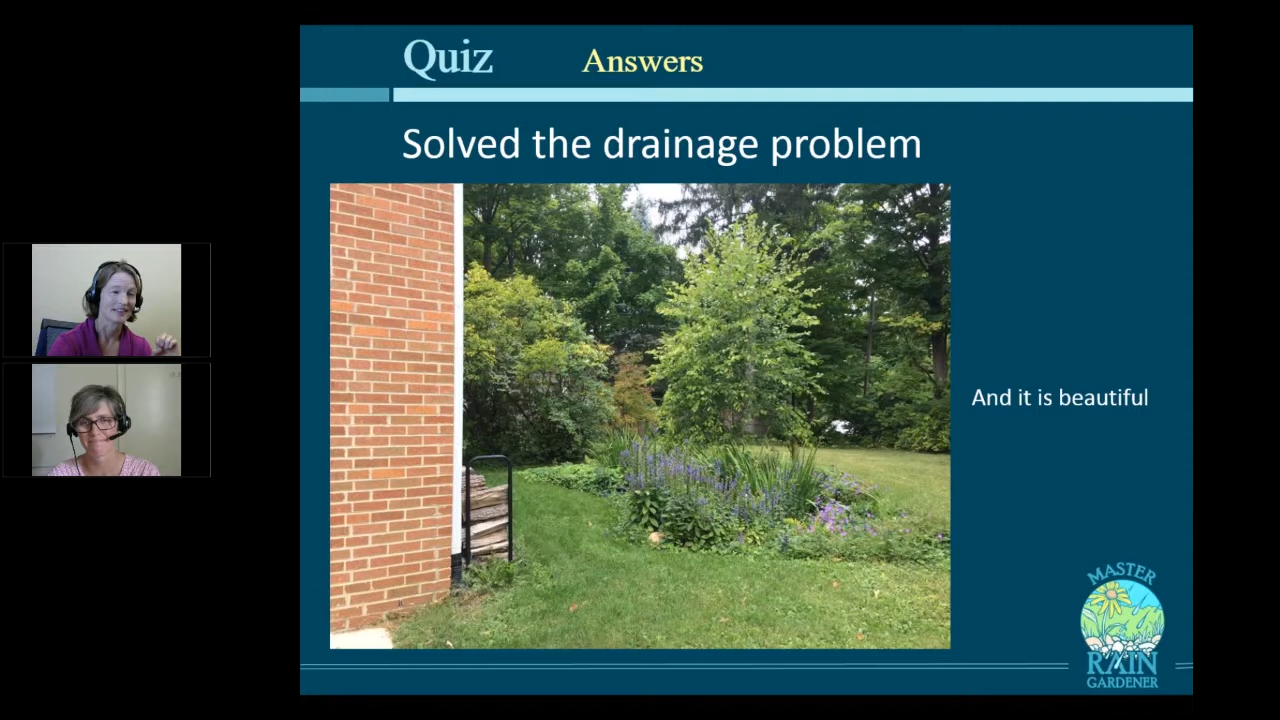 Quiz
Answers
Solved the drainage problem
And it is beautiful
MASTER
RAIN
GARDENER